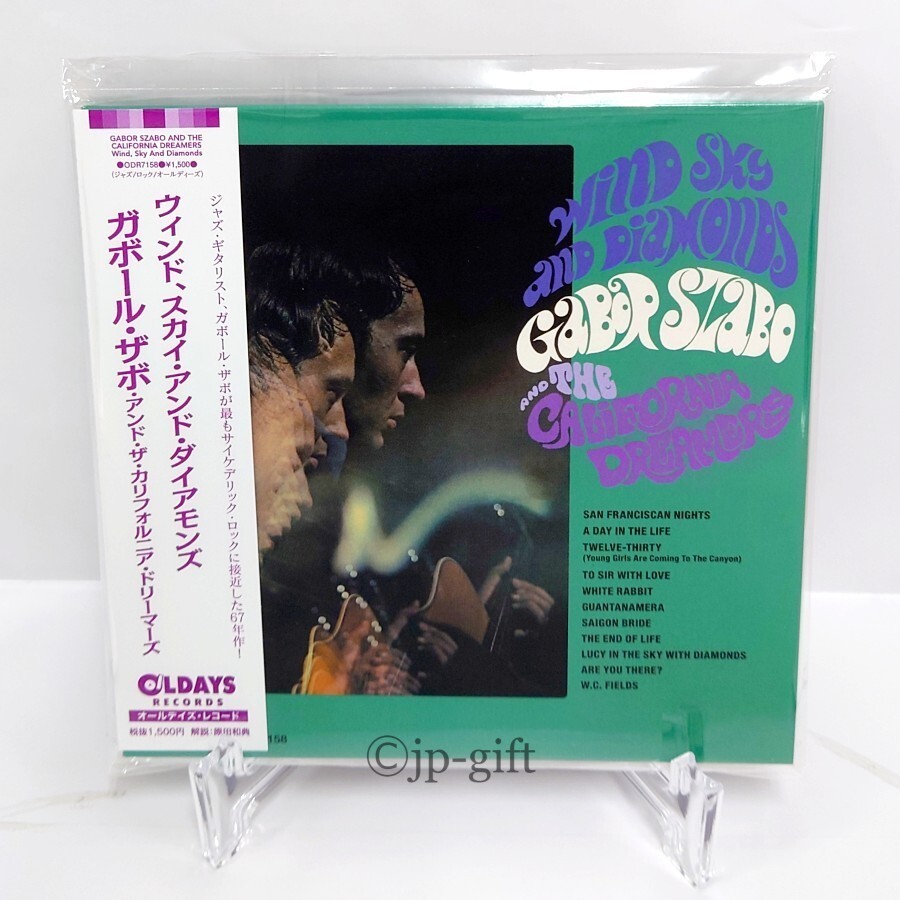 GABOR SZABO AND THE
CALIFORNIA DREAMERS
Wind, Sky And Diamonds
●ODR7158●¥1,500●
(ジャズ/ロック/オールディーズ)
ジャズ・ギタリスト、ガボール・ザボが最もサイケデリック・ロックに接近した67年作!
ウィンド、スカイ・アンド・ダイアモンズ
ガボール・ザボ・アンド・ザ・カリフォルニア・ドリーマーズ
OLDAYS
RECORDS
オールデイズ・レコード
税抜1,500円 解説:原田和典
WIND SKY
AND DIAMONDS
GABOR SZABO
AND THE
CALIFORNIA
DREAMERS
SAN FRANCISCAN NIGHTS
A DAY IN THE LIFE
TWELVE-THIRTY
(Young Girls Are Coming To The Canyon)
TO SIR WITH LOVE
WHITE RABBIT
GUANTANAMERA
SAIGON BRIDE
THE END OF LIFE
LUCY IN THE SKY WITH DIAMONDS
ARE YOU THERE?
W.C. FIELDS
158
©jp-gift